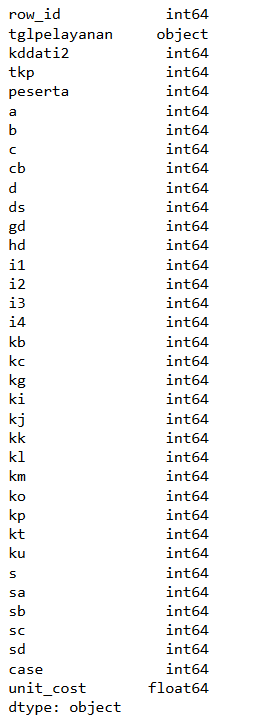 row_id int64
tglpelayanan object
kddati2 int64
tkp int64
peserta int64
a int64
b int64
c int64
cb int64
d int64
ds int64
gd int64
hd int64
i1 int64
i2 int64
i3 int64
i4 int64
kb int64
kc int64
kg int64
ki int64
kj int64
kk int64
kl int64
km int64
ko int64
kp int64
kt int64
ku int64
s int64
sa int64
sb int64
sc int64
sd int64
case int64
unit_cost float64
dtype: object